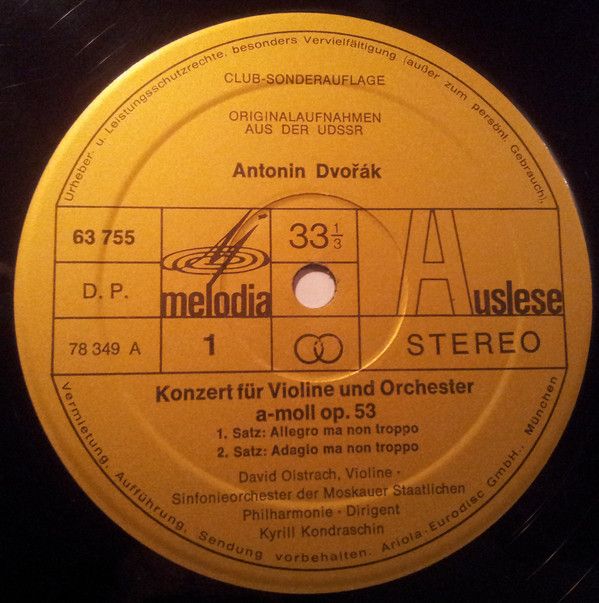 Urheber- u. Leistungsschutzrechte, besonders Vervielfältigung (außer zum persönl. Gebrauch),
CLUB-SONDERAUFLAGE
ORIGINALAUFNAHMEN
AUS DER UDSSR
Antonin Dvořák
63 755
33 1/3
D. P.
melodia
Auslese
78 349 A
1
STEREO
Konzert für Violine und Orchester
a-moll op. 53
1. Satz: Allegro ma non troppo
2. Satz: Adagio ma non troppo
David Oistrach, Violine ·
Sinfonieorchester der Moskauer Staatlichen
Philharmonie · Dirigent
Kyrill Kondraschin
Vermietung, Aufführung, Sendung vorbehalten. Ariola-Eurodisc GmbH., München